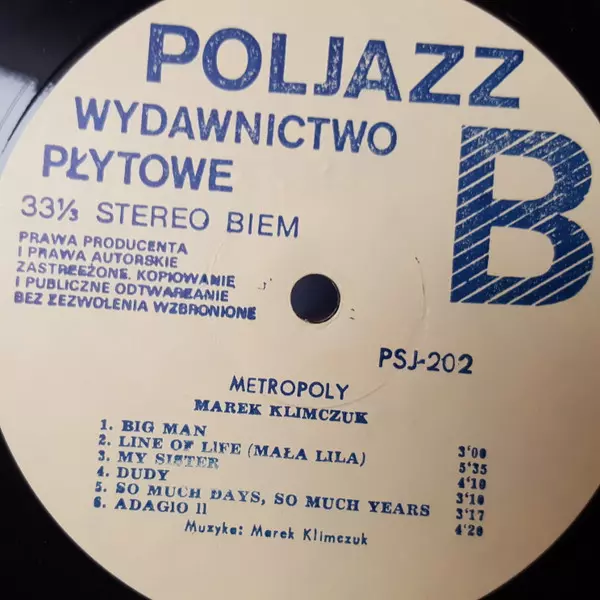 POLJAZZ
WYDAWNICTWO
PŁYTOWE
B
33⅓ STEREO BIEM
PRAWA PRODUCENTA
I PRAWA AUTORSKIE
ZASTRZEŻONE. KOPIOWANIE
I PUBLICZNE ODTWARZANIE
BEZ ZEZWOLENIA WZBRONIONE
PSJ-202
METROPOLY
MAREK KLIMCZUK
1. BIG MAN 3'00
2. LINE OF LIFE (MAŁA LILA) 5'35
3. MY SISTER 4'10
4. DUDY 3'10
5. SO MUCH DAYS, SO MUCH YEARS 3'17
6. ADAGIO II 4'20
Muzyka: Marek Klimczuk